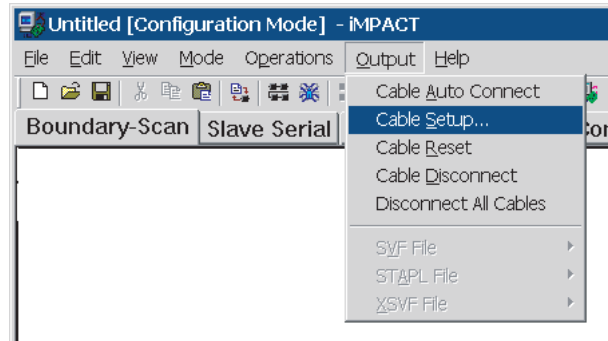 Untitled [Configuration Mode] - iMPACT
File Edit View Mode Operations Output Help
Cable Auto Connect
Boundary-Scan Slave Serial
Cable Setup...
Cable Reset
Cable Disconnect
Disconnect All Cables
SVF File
STAPL File
XSVF File